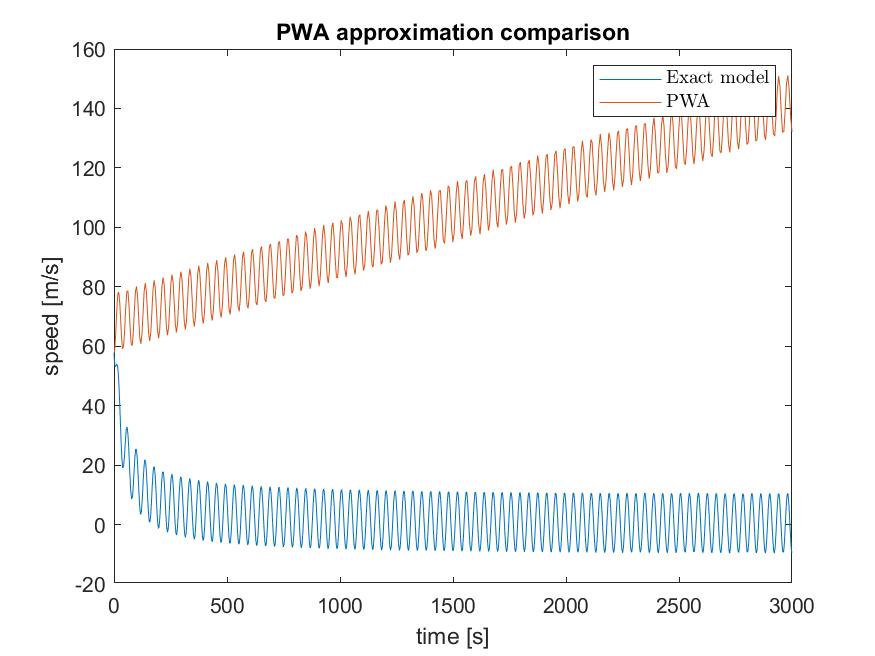 PWA approximation comparison
Exact model
PWA
160
140
120
100
80
60
40
20
0
-20
speed [m/s]
0 500 1000 1500 2000 2500 3000
time [s]